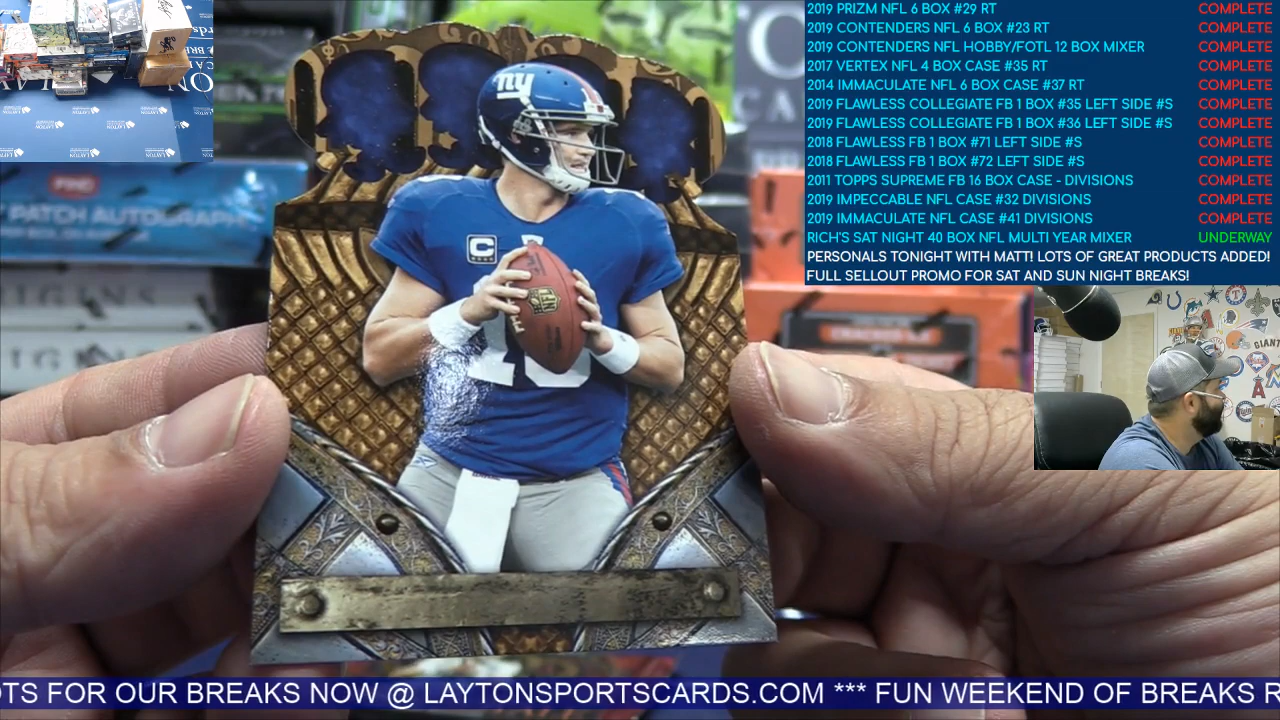 2019 PRIZM NFL 6 BOX #29 RT COMPLETE
2019 CONTENDERS NFL 6 BOX #23 RT COMPLETE
2019 CONTENDERS NFL HOBBY/FOTL 12 BOX MIXER COMPLETE
2017 VERTEX NFL 4 BOX CASE #35 RT COMPLETE
2014 IMMACULATE NFL 6 BOX CASE #37 RT COMPLETE
2019 FLAWLESS COLLEGIATE FB 1 BOX #35 LEFT SIDE #S COMPLETE
2019 FLAWLESS COLLEGIATE FB 1 BOX #36 LEFT SIDE #S COMPLETE
2018 FLAWLESS FB 1 BOX #71 LEFT SIDE #S COMPLETE
2018 FLAWLESS FB 1 BOX #72 LEFT SIDE #S COMPLETE
2011 TOPPS SUPREME FB 16 BOX CASE - DIVISIONS COMPLETE
2019 IMPECCABLE NFL CASE #32 DIVISIONS COMPLETE
2019 IMMACULATE NFL CASE #41 DIVISIONS COMPLETE
RICH'S SAT NIGHT 40 BOX NFL MULTI YEAR MIXER UNDERWAY
PERSONALS TONIGHT WITH MATT! LOTS OF GREAT PRODUCTS ADDED!
FULL SELLOUT PROMO FOR SAT AND SUN NIGHT BREAKS!
ny
C
NFL
PATCH AUTOGRAPH
GIANTS
OTS FOR OUR BREAKS NOW @ LAYTONSPORTSCARDS.COM *** FUN WEEKEND OF BREAKS R